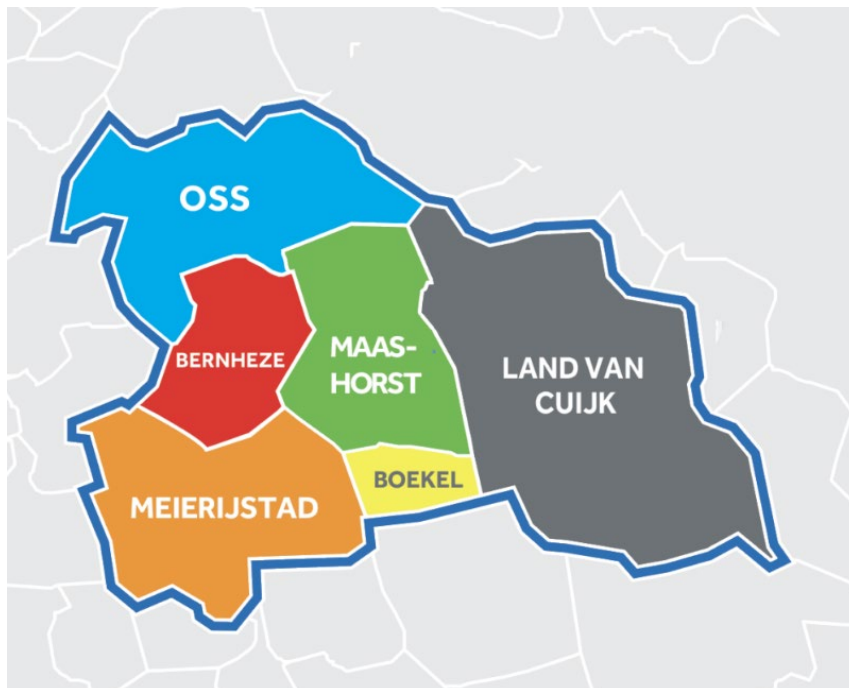 OSS
BERNHEZE
MAAS-
HORST
LAND VAN
CUIJK
BOEKEL
MEIERIJSTAD